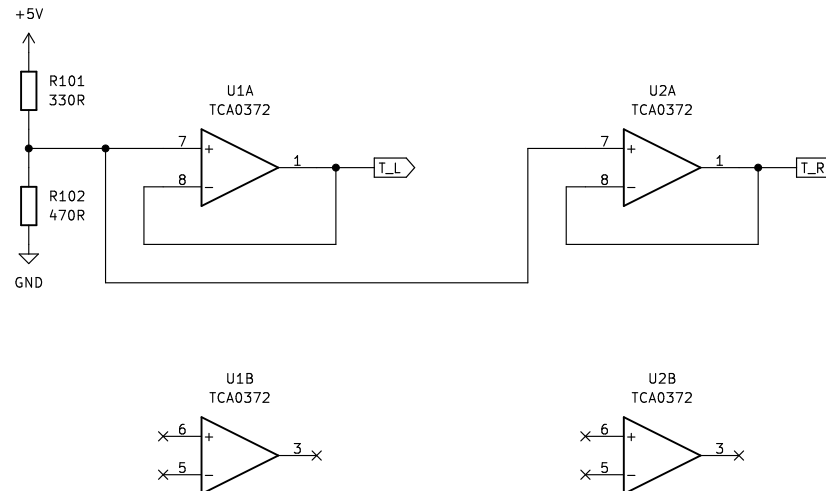 +5V
R101
330R
R102
470R
GND
U1A
TCA0372
7
+
8
−
1
T_L
U2A
TCA0372
7
+
8
−
1
T_R
U1B
TCA0372
6
+
5
−
3
U2B
TCA0372
6
+
5
−
3